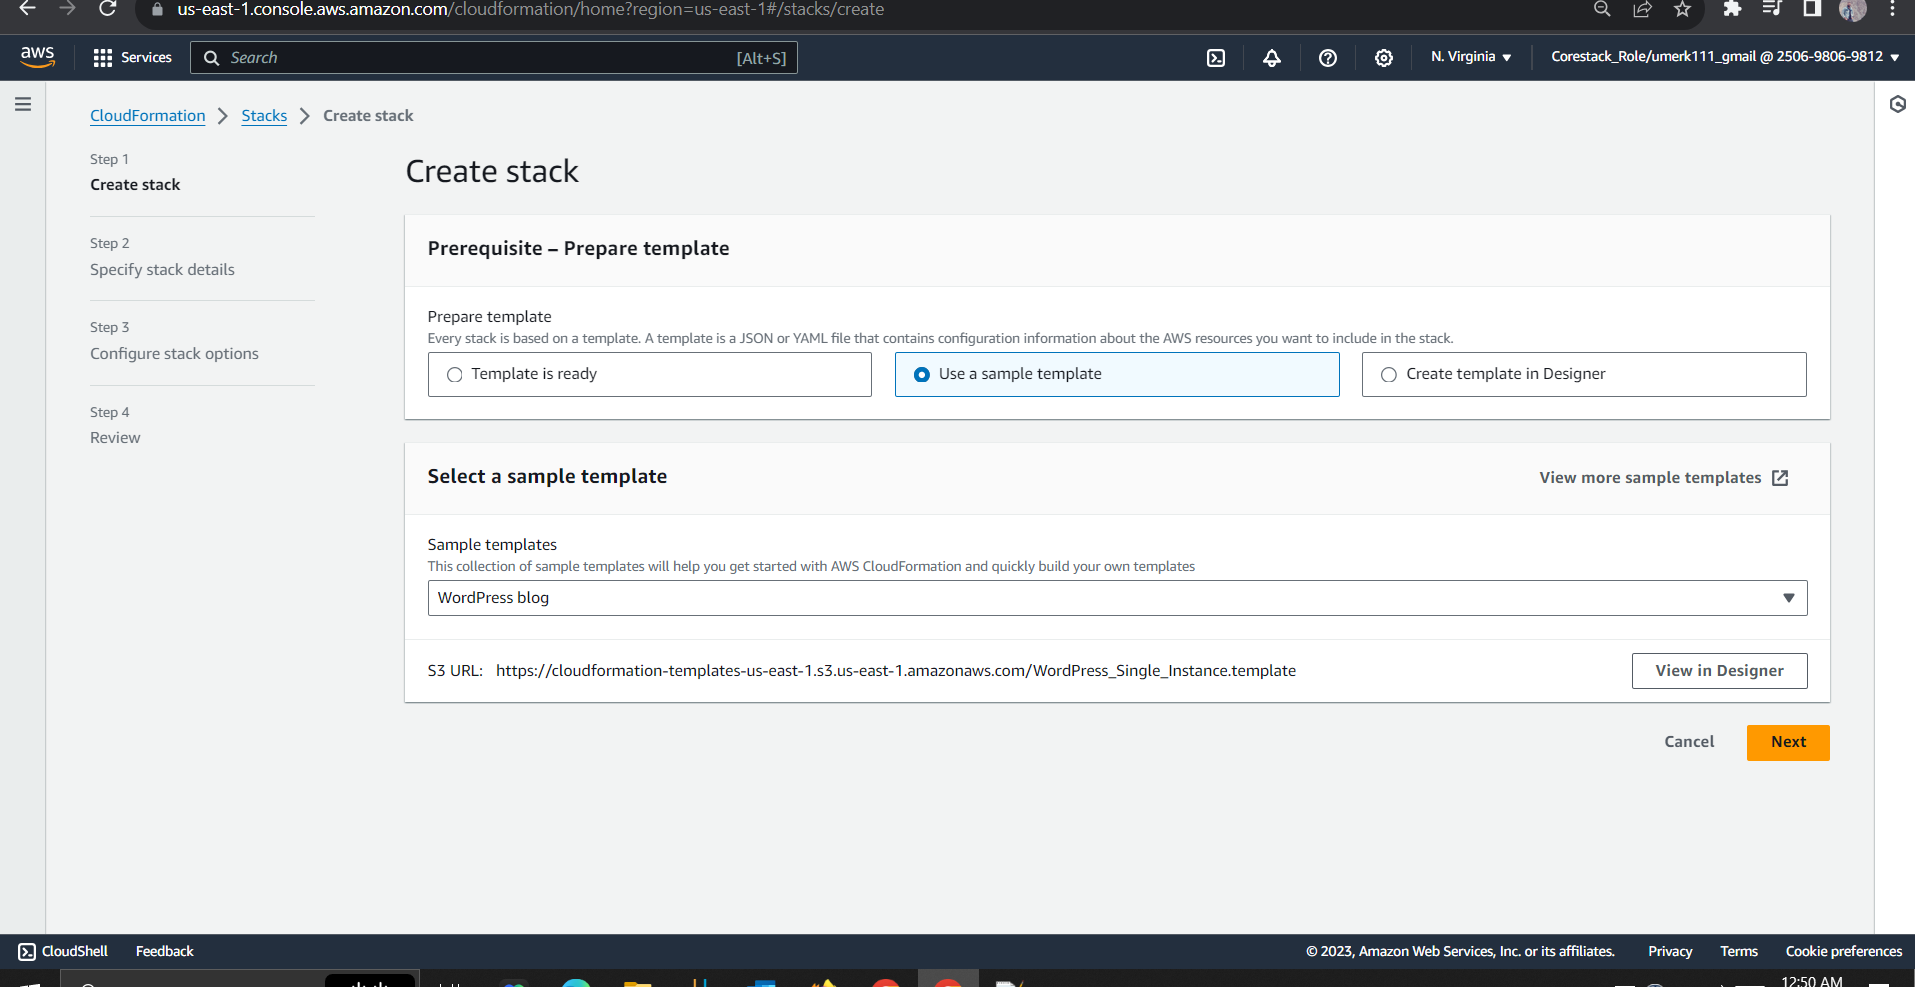 us-east-1.console.aws.amazon.com/cloudformation/home?region=us-east-1#/stacks/create
aws
Services
Search
[Alt+S]
N. Virginia
Corestack_Role/umerk111_gmail @ 2506-9806-9812
CloudFormation
Stacks
Create stack
Step 1
Create stack
Step 2
Specify stack details
Step 3
Configure stack options
Step 4
Review
Create stack
Prerequisite – Prepare template
Prepare template
Every stack is based on a template. A template is a JSON or YAML file that contains configuration information about the AWS resources you want to include in the stack.
Template is ready
Use a sample template
Create template in Designer
Select a sample template
View more sample templates
Sample templates
This collection of sample templates will help you get started with AWS CloudFormation and quickly build your own templates
WordPress blog
S3 URL: https://cloudformation-templates-us-east-1.s3.us-east-1.amazonaws.com/WordPress_Single_Instance.template
View in Designer
Cancel
Next
CloudShell
Feedback
© 2023, Amazon Web Services, Inc. or its affiliates.
Privacy
Terms
Cookie preferences
12:50 AM